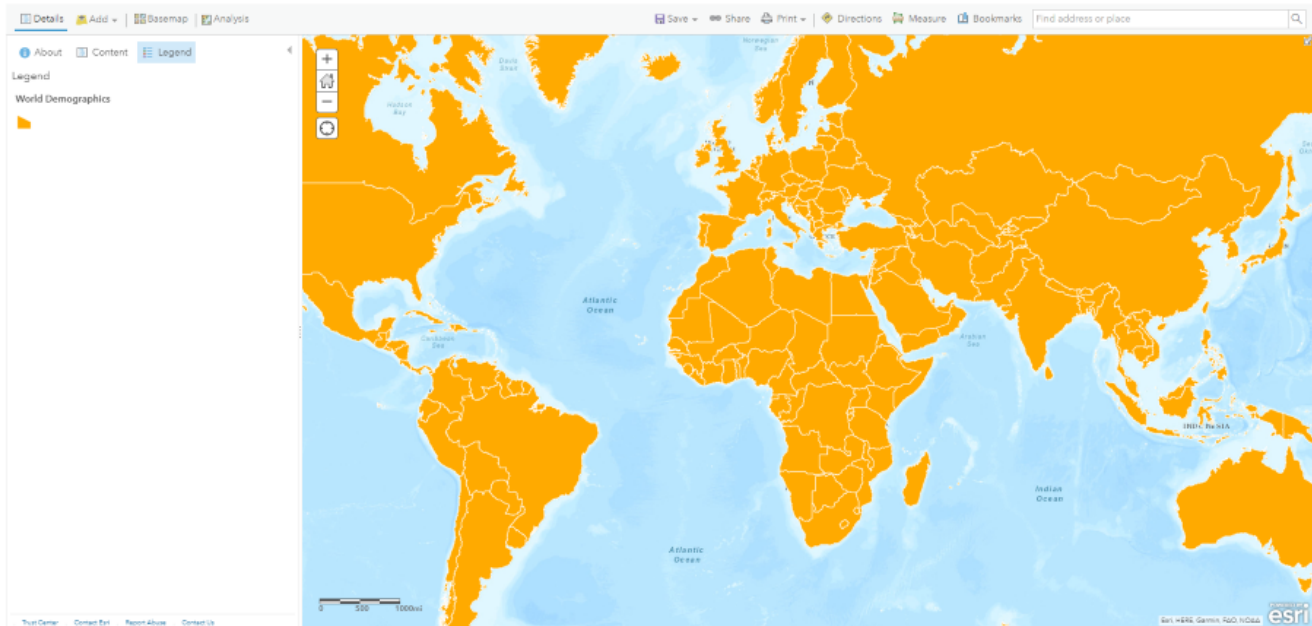 Details Add Basemap Analysis Save Share Print Directions Measure Bookmarks Find address or place
About Content Legend
Legend
World Demographics
Norwegian
Sea
Davis
Strait
Hudson
Bay
Atlantic
Ocean
Caribbean
Sea
Arabian
Sea
Indian
Ocean
Atlantic
Ocean
0 500 1000mi
Trust Center Contact Esri Report Abuse Contact Us
Esri, HERE, Garmin, FAO, NOAA
POWERED BY
esri